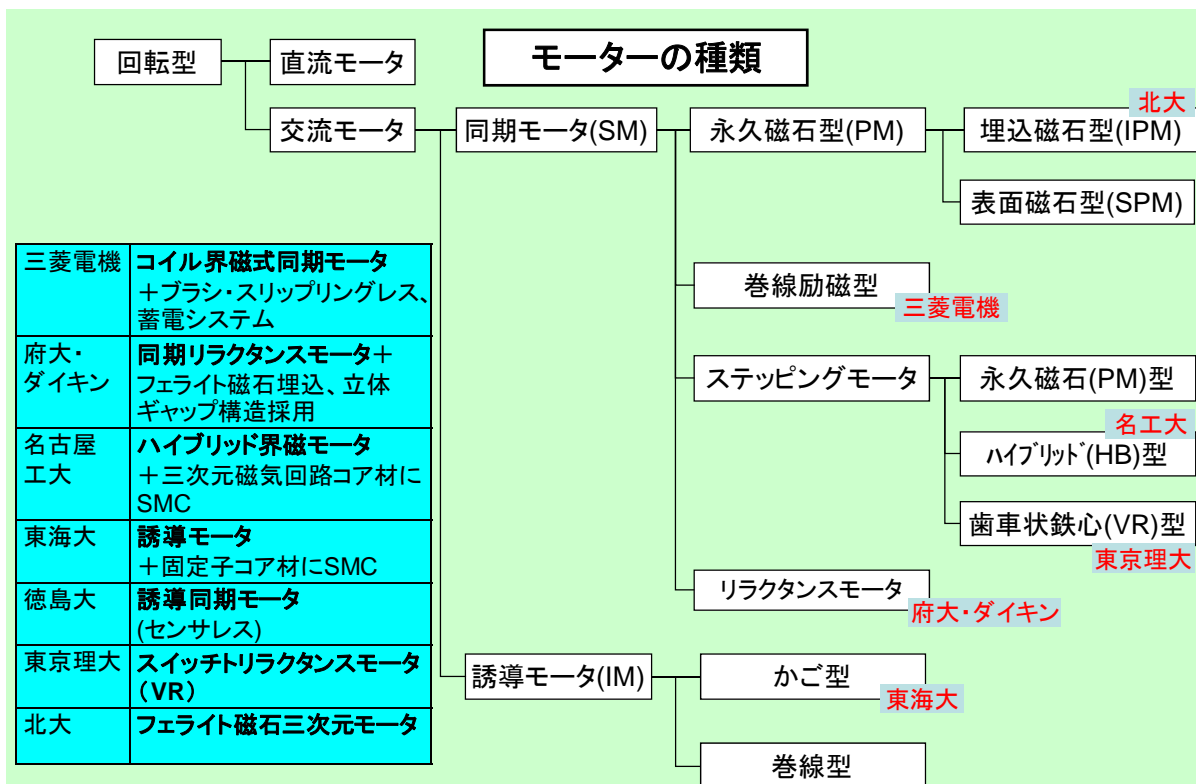 モーターの種類
回転型
直流モータ
交流モータ
同期モータ(SM)
永久磁石型(PM)
北大
埋込磁石型(IPM)
表面磁石型(SPM)
巻線励磁型
三菱電機
ステッピングモータ
永久磁石(PM)型
名工大
ﾊｲﾌﾞﾘｯﾄﾞ(HB)型
歯車状鉄心(VR)型
東京理大
リラクタンスモータ
府大・ダイキン
誘導モータ(IM)
かご型
東海大
巻線型
三菱電機
コイル界磁式同期モータ
＋ブラシ・スリップリングレス、
蓄電システム
府大・
ダイキン
同期リラクタンスモータ＋
フェライト磁石埋込、立体
ギャップ構造採用
名古屋
工大
ハイブリッド界磁モータ
＋三次元磁気回路コア材に
SMC
東海大
誘導モータ
＋固定子コア材にSMC
徳島大
誘導同期モータ
(センサレス)
東京理大
スイッチトリラクタンスモータ
（VR）
北大
フェライト磁石三次元モータ